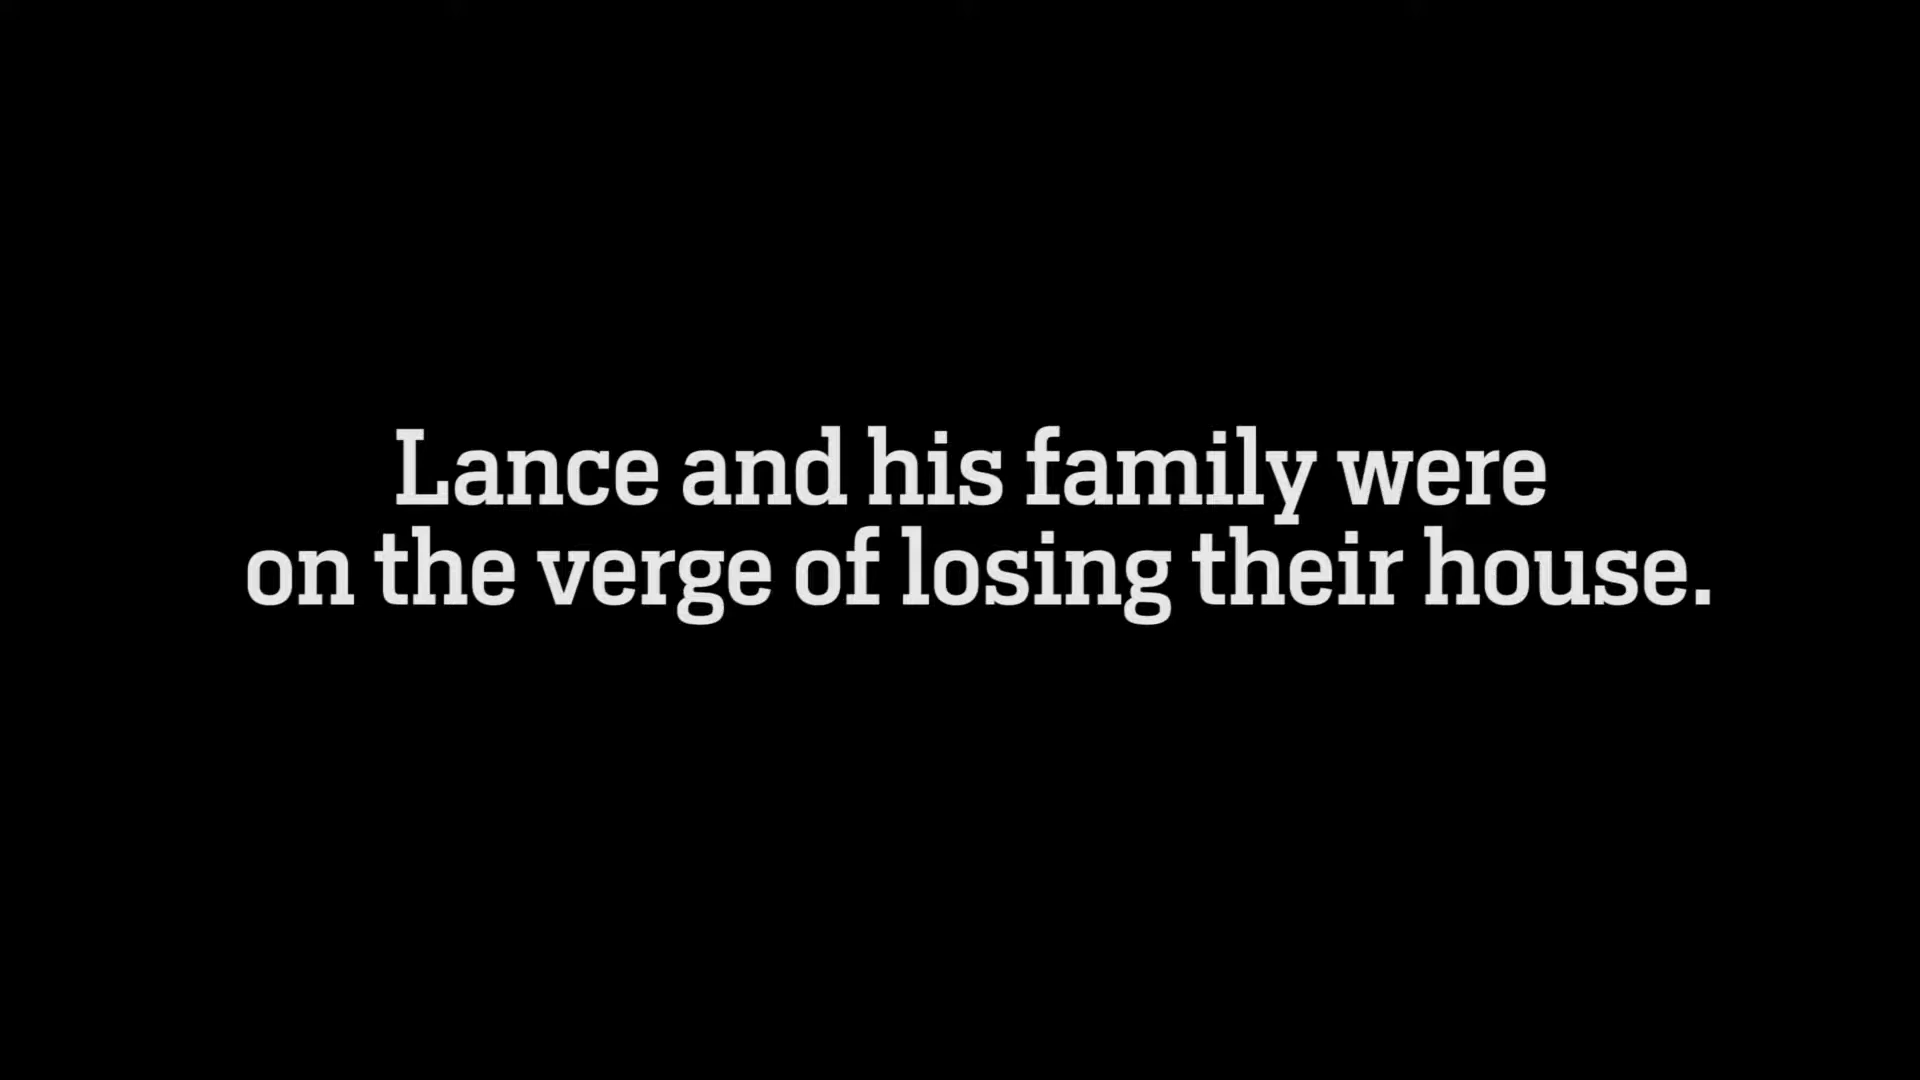 Lance and his family were
on the verge of losing their house.